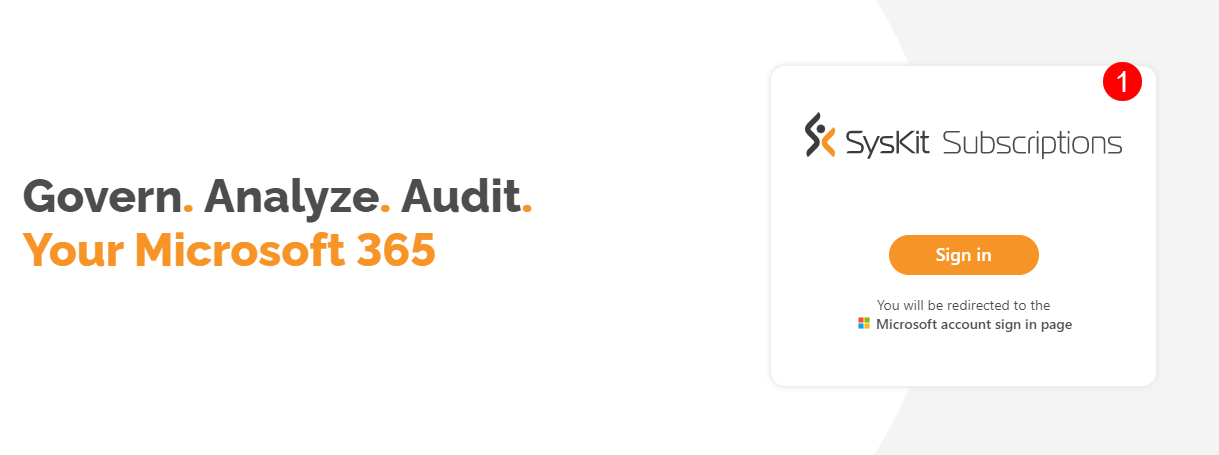 Govern. Analyze. Audit.
Your Microsoft 365
1
SysKit Subscriptions
Sign in
You will be redirected to the
Microsoft account sign in page